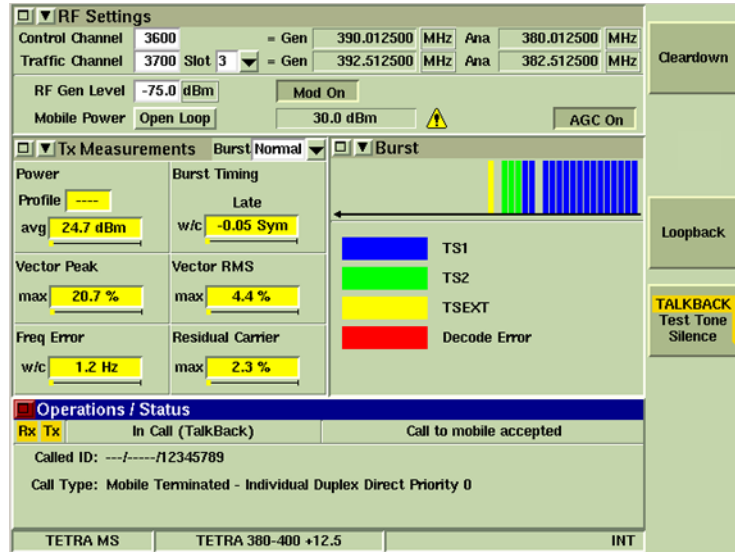 RF Settings
Control Channel 3600 = Gen 390.012500 MHz Ana 380.012500 MHz
Traffic Channel 3700 Slot 3 = Gen 392.512500 MHz Ana 382.512500 MHz
RF Gen Level -75.0 dBm Mod On
Mobile Power Open Loop 30.0 dBm AGC On
Cleardown
Loopback
TALKBACK
Test Tone
Silence
Tx Measurements Burst Normal
Power
Profile ----
avg 24.7 dBm
Burst Timing
Late
w/c -0.05 Sym
Vector Peak
max 20.7 %
Vector RMS
max 4.4 %
Freq Error
w/c 1.2 Hz
Residual Carrier
max 2.3 %
Burst
TS1
TS2
TSEXT
Decode Error
Operations / Status
Rx Tx In Call (TalkBack) Call to mobile accepted
Called ID: ---/-----/12345789
Call Type: Mobile Terminated - Individual Duplex Direct Priority 0
TETRA MS TETRA 380-400 +12.5 INT